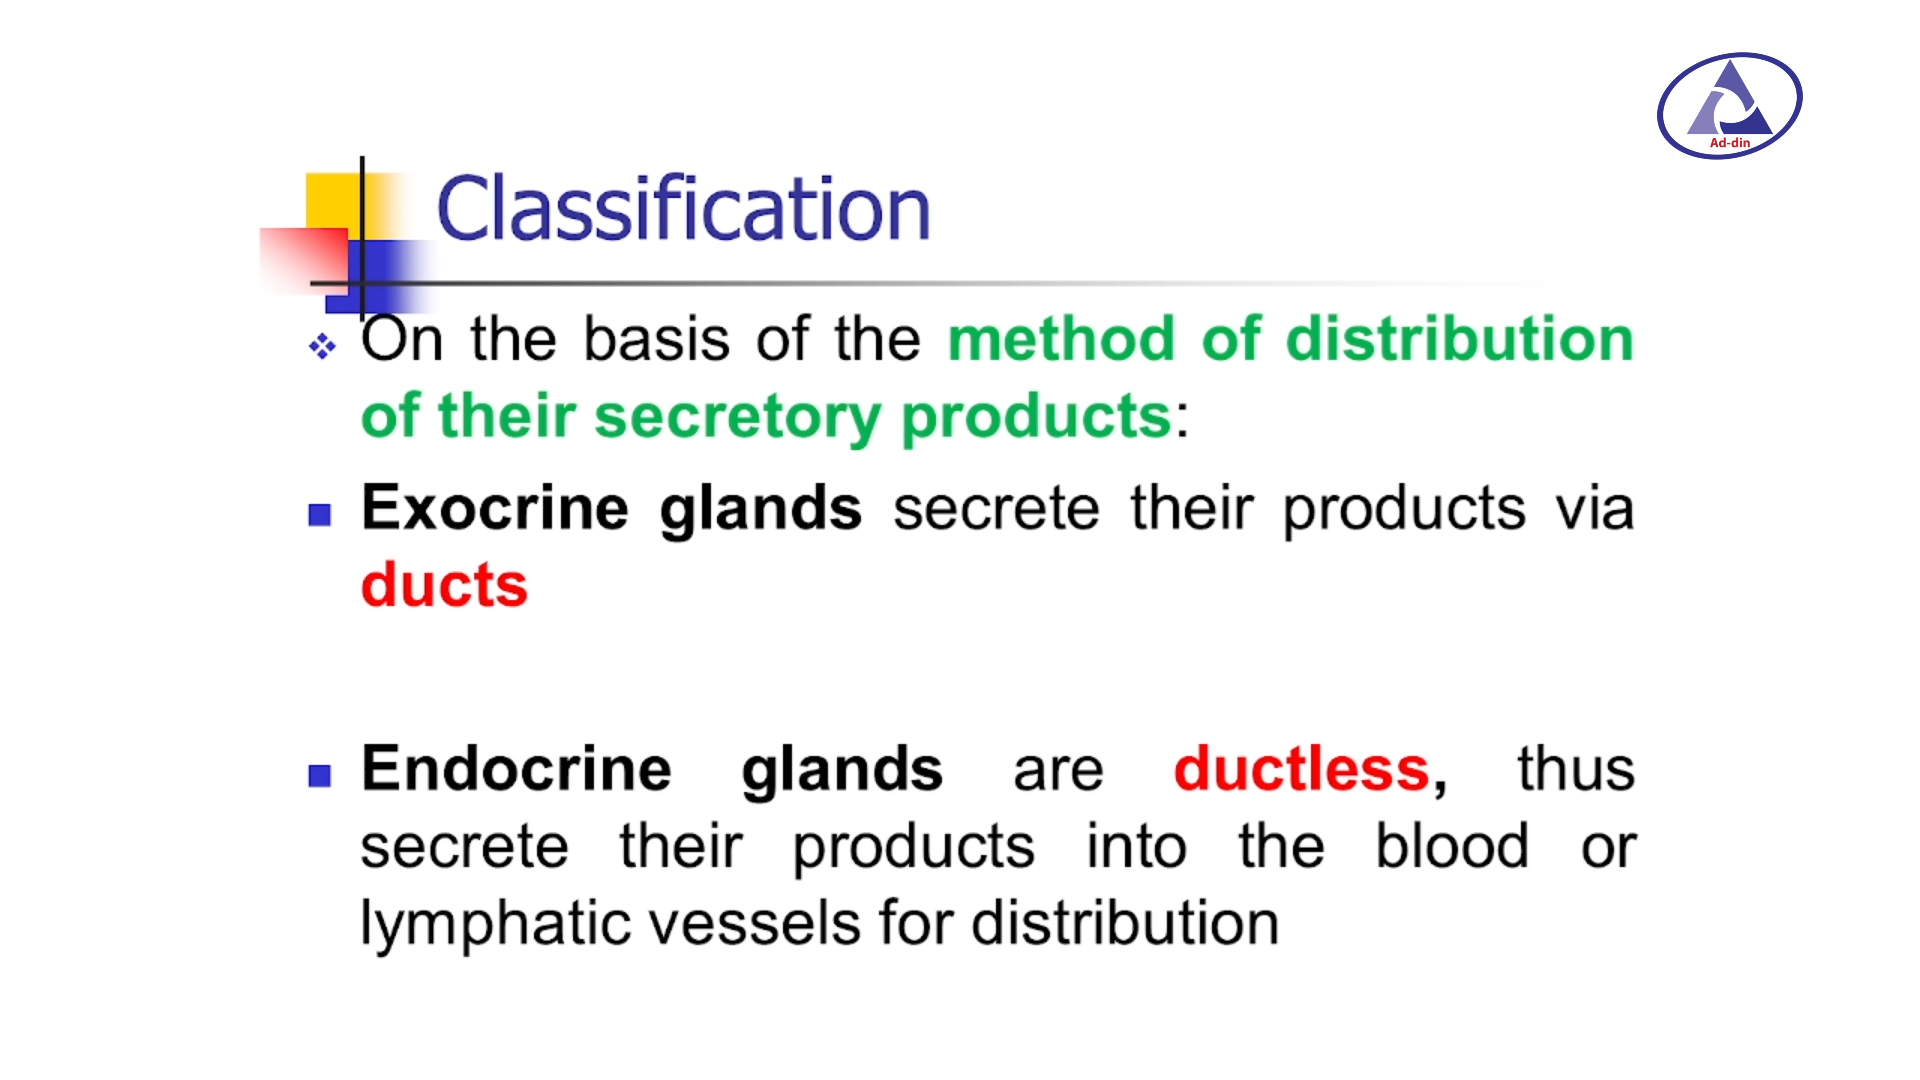 Ad-din
Classification
On the basis of the method of distribution
of their secretory products:
Exocrine glands secrete their products via
ducts
Endocrine glands are ductless, thus
secrete their products into the blood or
lymphatic vessels for distribution